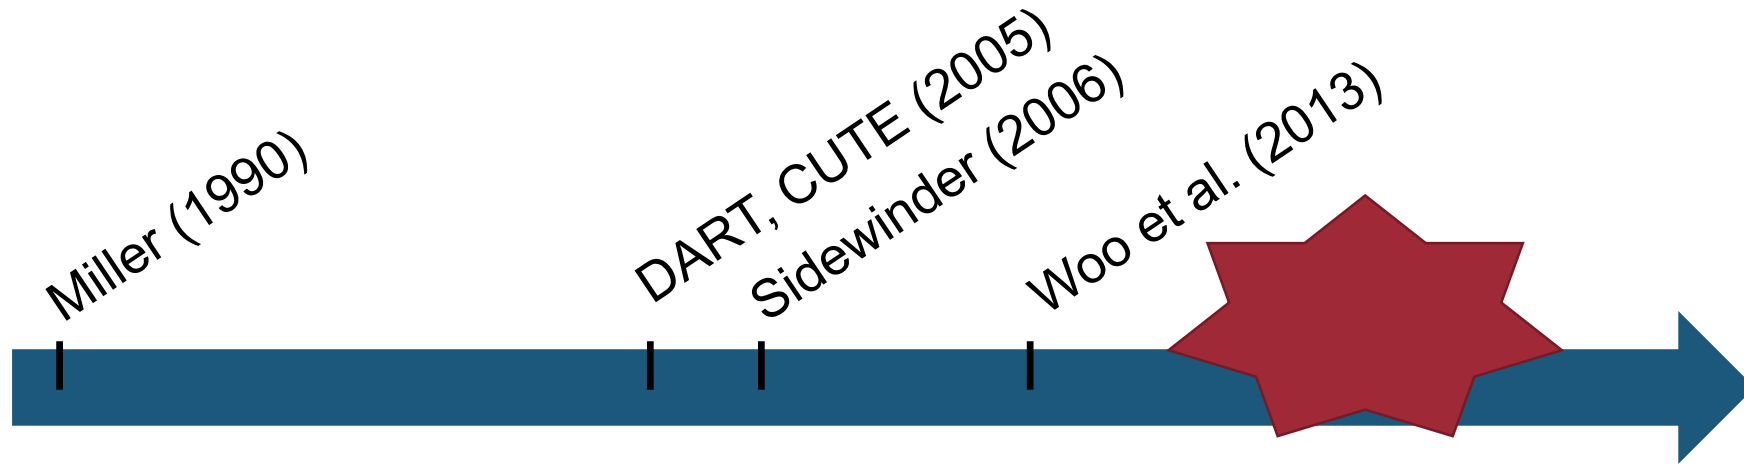 Miller (1990)
DART, CUTE (2005)
Sidewinder (2006)
Woo et al. (2013)